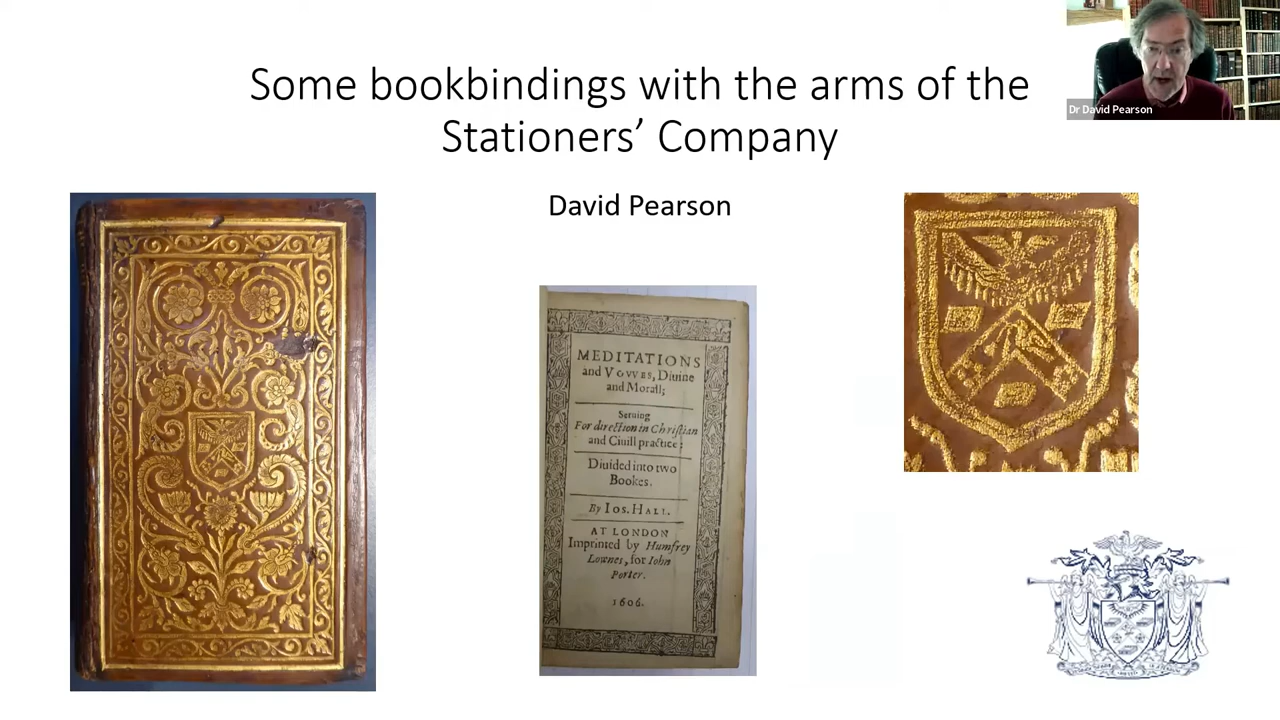 Some bookbindings with the arms of the
Stationers’ Company
Dr David Pearson
David Pearson
MEDITATIONS
and VOVVES, Diuine
and Morall;
Seruing
For direction in Christian
and Ciuill practice:
Diuided into two
Bookes.
By IOS. HALL.
AT LONDON
Imprinted by Humfrey
Lownes, for Iohn
Porter.
1606.